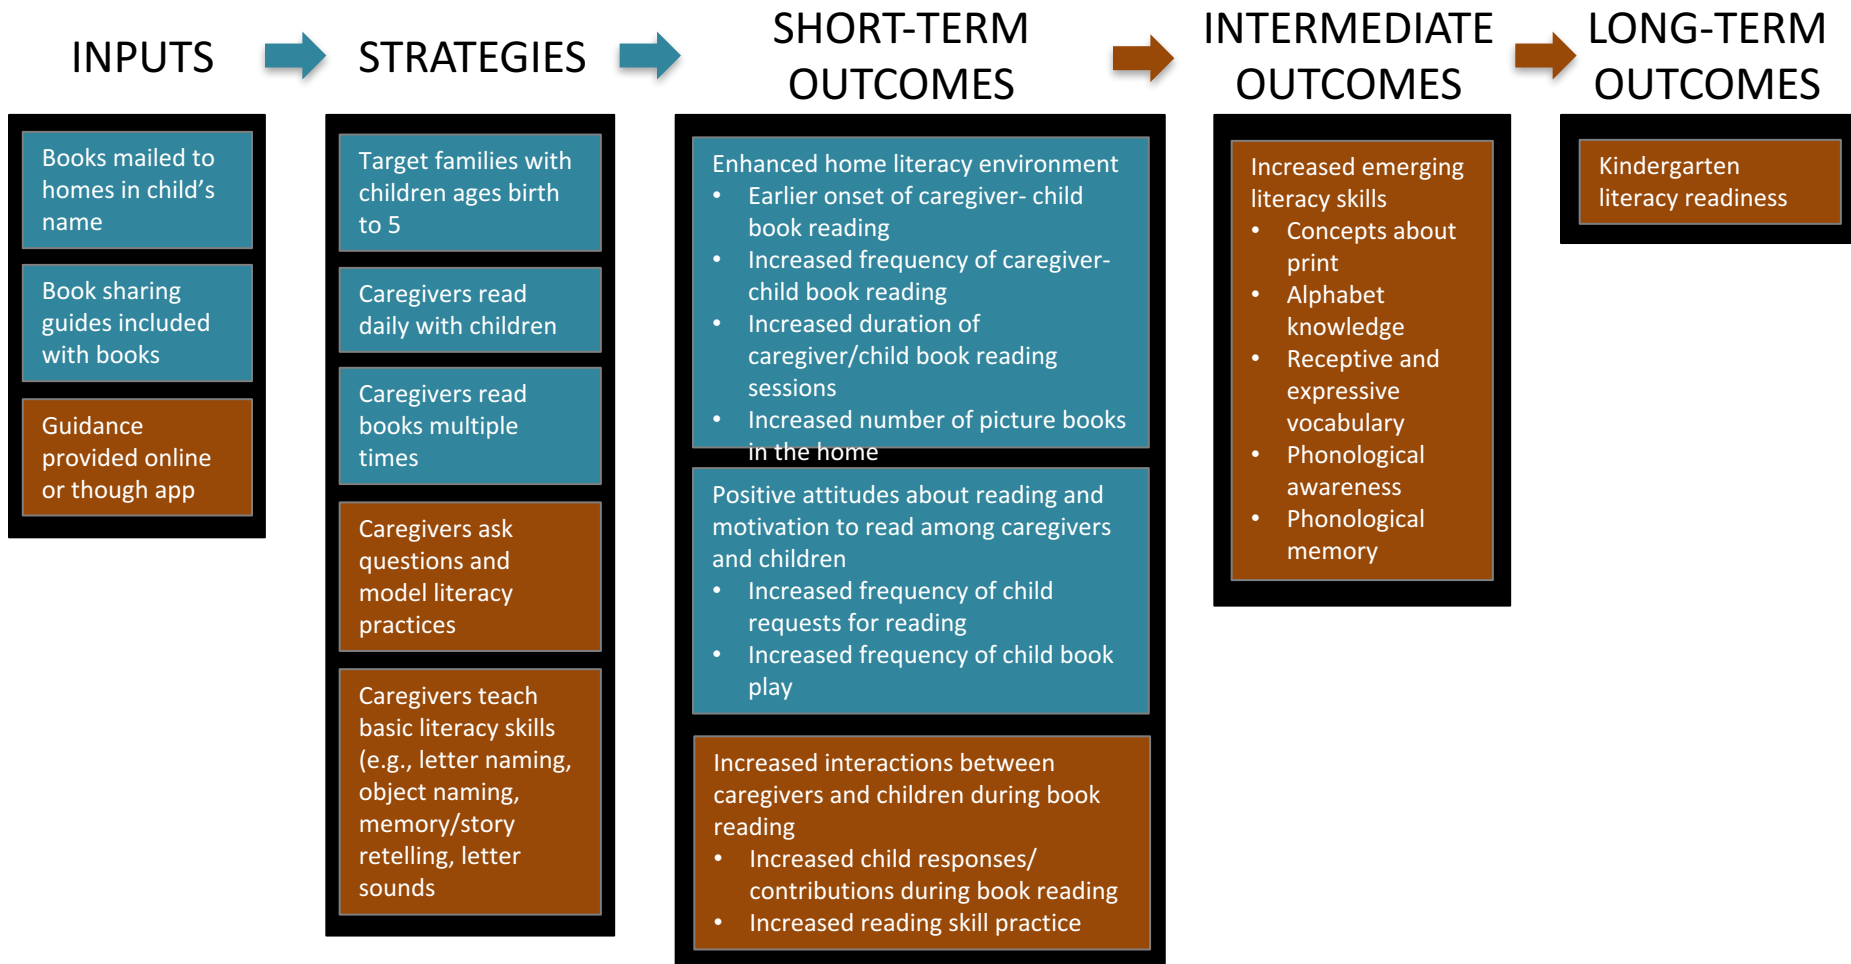 INPUTS
STRATEGIES
SHORT-TERM
OUTCOMES
INTERMEDIATE
OUTCOMES
LONG-TERM
OUTCOMES
Books mailed to
homes in child's
name
Book sharing
guides included
with books
Guidance
provided online
or though app
Target families with
children ages birth
to 5
Caregivers read
daily with children
Caregivers read
books multiple
times
Caregivers ask
questions and
model literacy
practices
Caregivers teach
basic literacy skills
(e.g., letter naming,
object naming,
memory/story
retelling, letter
sounds
Enhanced home literacy environment
• Earlier onset of caregiver- child
book reading
• Increased frequency of caregiver-
child book reading
• Increased duration of
caregiver/child book reading
sessions
• Increased number of picture books
in the home
Positive attitudes about reading and
motivation to read among caregivers
and children
• Increased frequency of child
requests for reading
• Increased frequency of child book
play
Increased interactions between
caregivers and children during book
reading
• Increased child responses/
contributions during book reading
• Increased reading skill practice
Increased emerging
literacy skills
• Concepts about
print
• Alphabet
knowledge
• Receptive and
expressive
vocabulary
• Phonological
awareness
• Phonological
memory
Kindergarten
literacy readiness